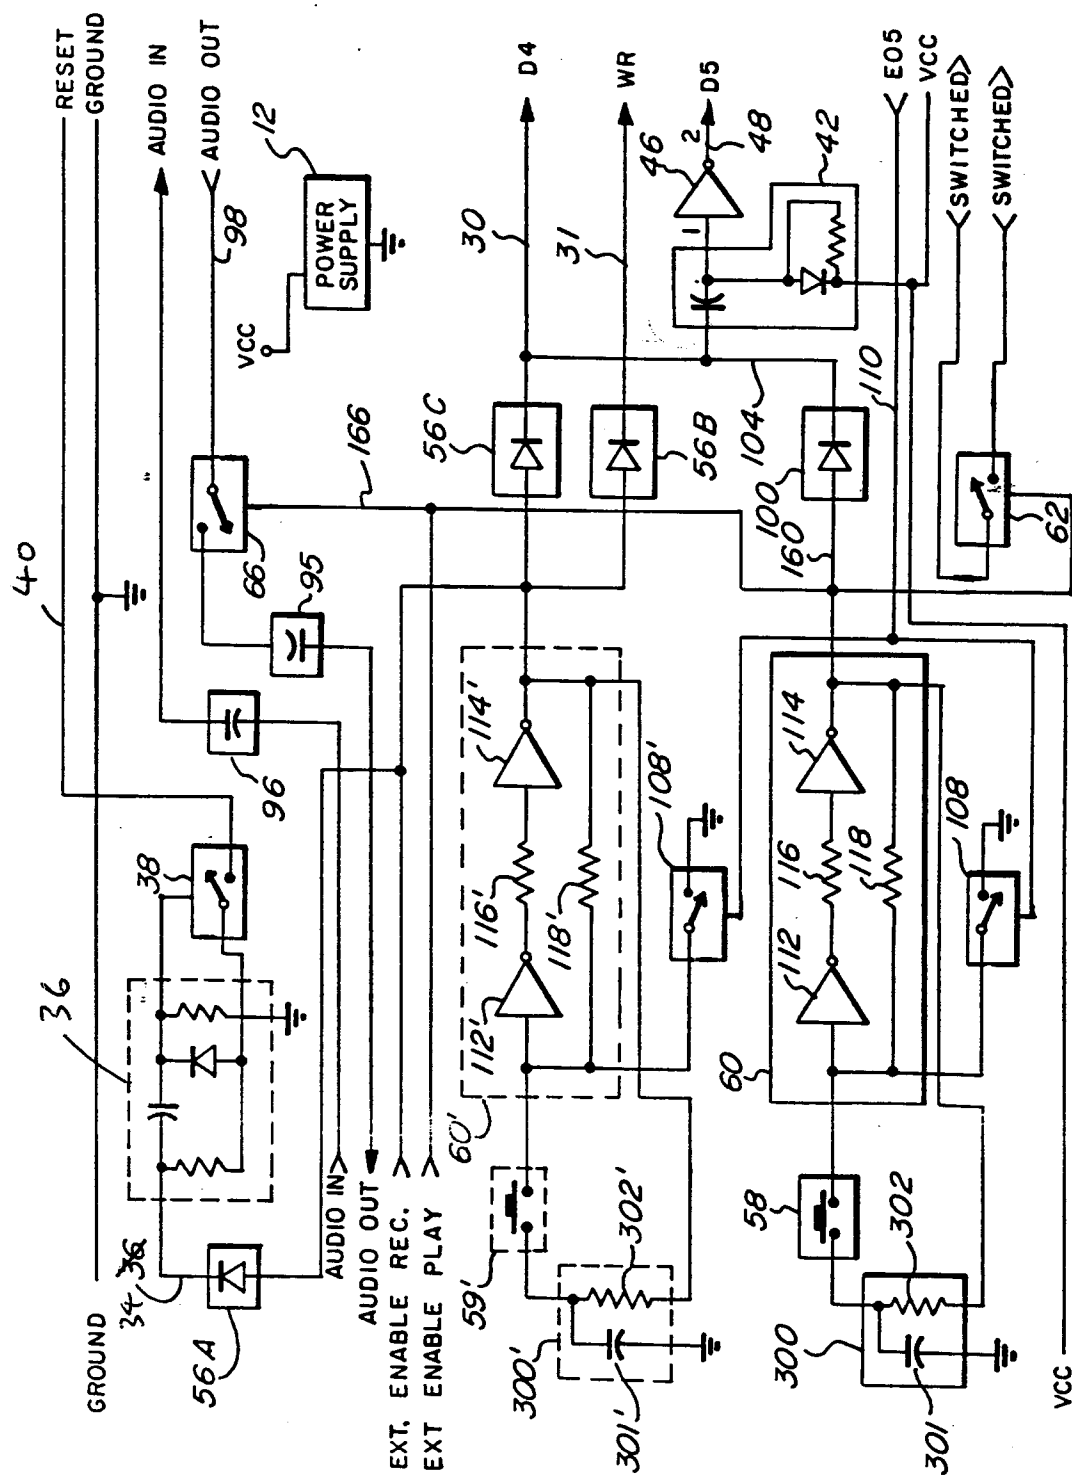 RESET
GROUND
GROUND
40
AUDIO IN
AUDIO OUT
98
12
POWER
SUPPLY
VCC
36
38
34
56A
96
95
66
166
AUDIO IN
AUDIO OUT
EXT. ENABLE REC.
EXT ENABLE PLAY
30
D4
56C
31
WR
56B
46
1
2
48
D5
42
104
100
160
110
E05
VCC
<SWITCHED>
<SWITCHED>
62
60'
112'
116'
114'
118'
108'
59'
300'
301'
302'
60
112
116
114
118
108
58
300
301
302
VCC